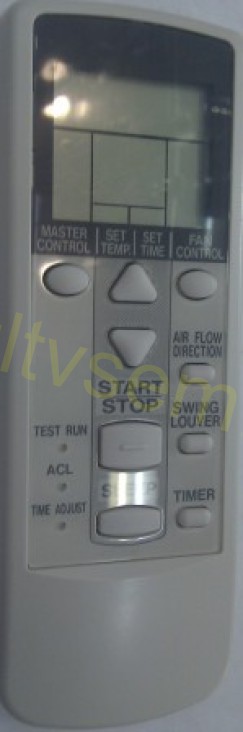 MASTER CONTROL
SET TEMP.
SET TIME
FAN CONTROL
AIR FLOW DIRECTION
START STOP
SWING LOUVER
TEST RUN
ACL
SLEEP
TIMER
TIME ADJUST